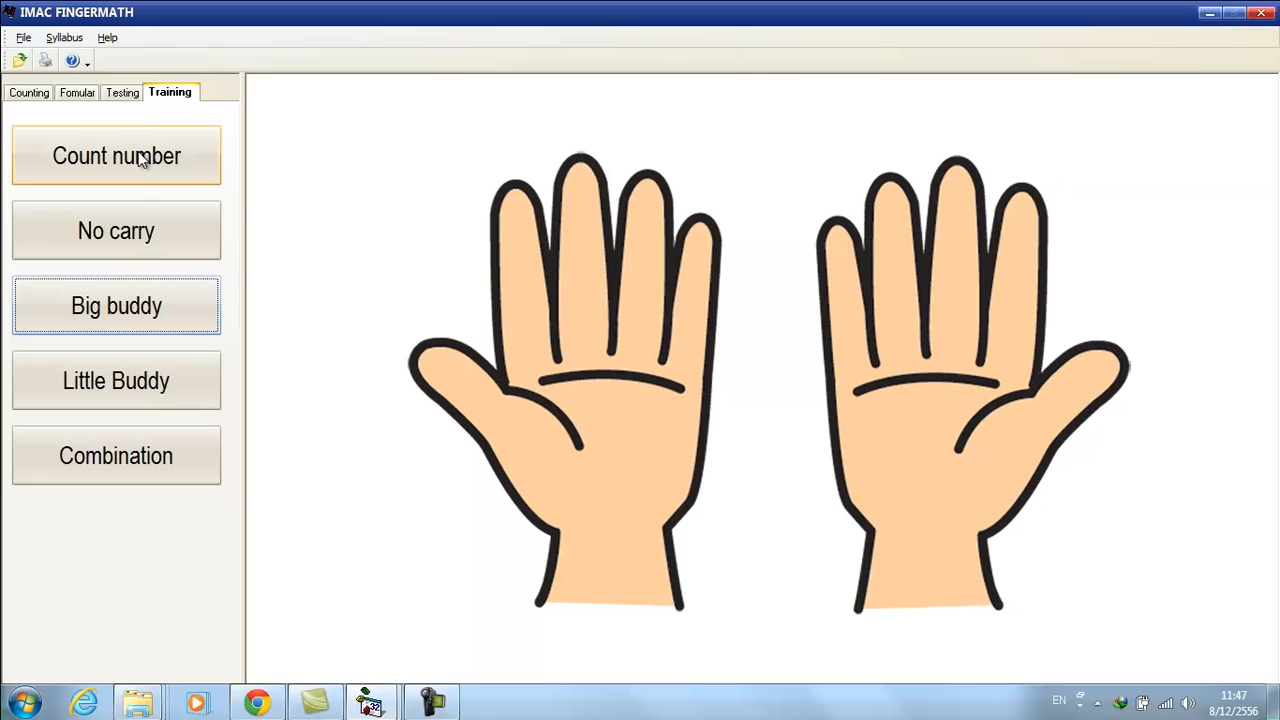 IMAC FINGERMATH
File Syllabus Help
Counting Fomular Testing Training
Count number
No carry
Big buddy
Little Buddy
Combination
EN 11:47
8/12/2556
32